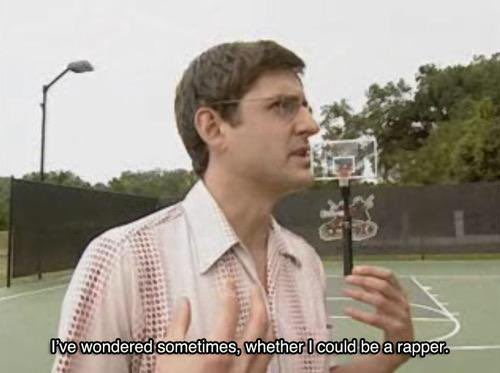 I've wondered sometimes, whether I could be a rapper.